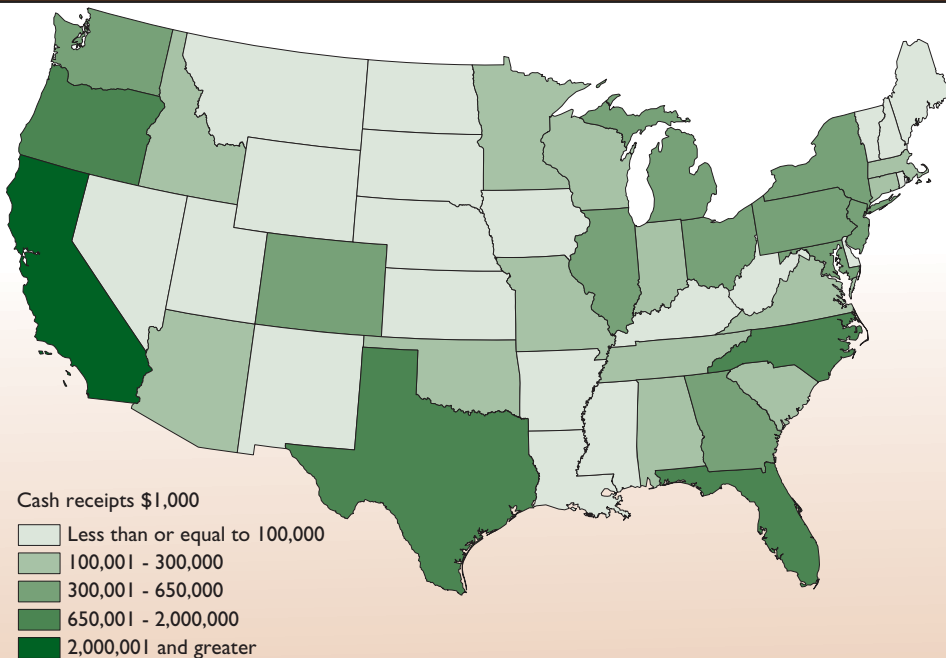 Cash receipts $1,000
Less than or equal to 100,000
100,001 - 300,000
300,001 - 650,000
650,001 - 2,000,000
2,000,001 and greater